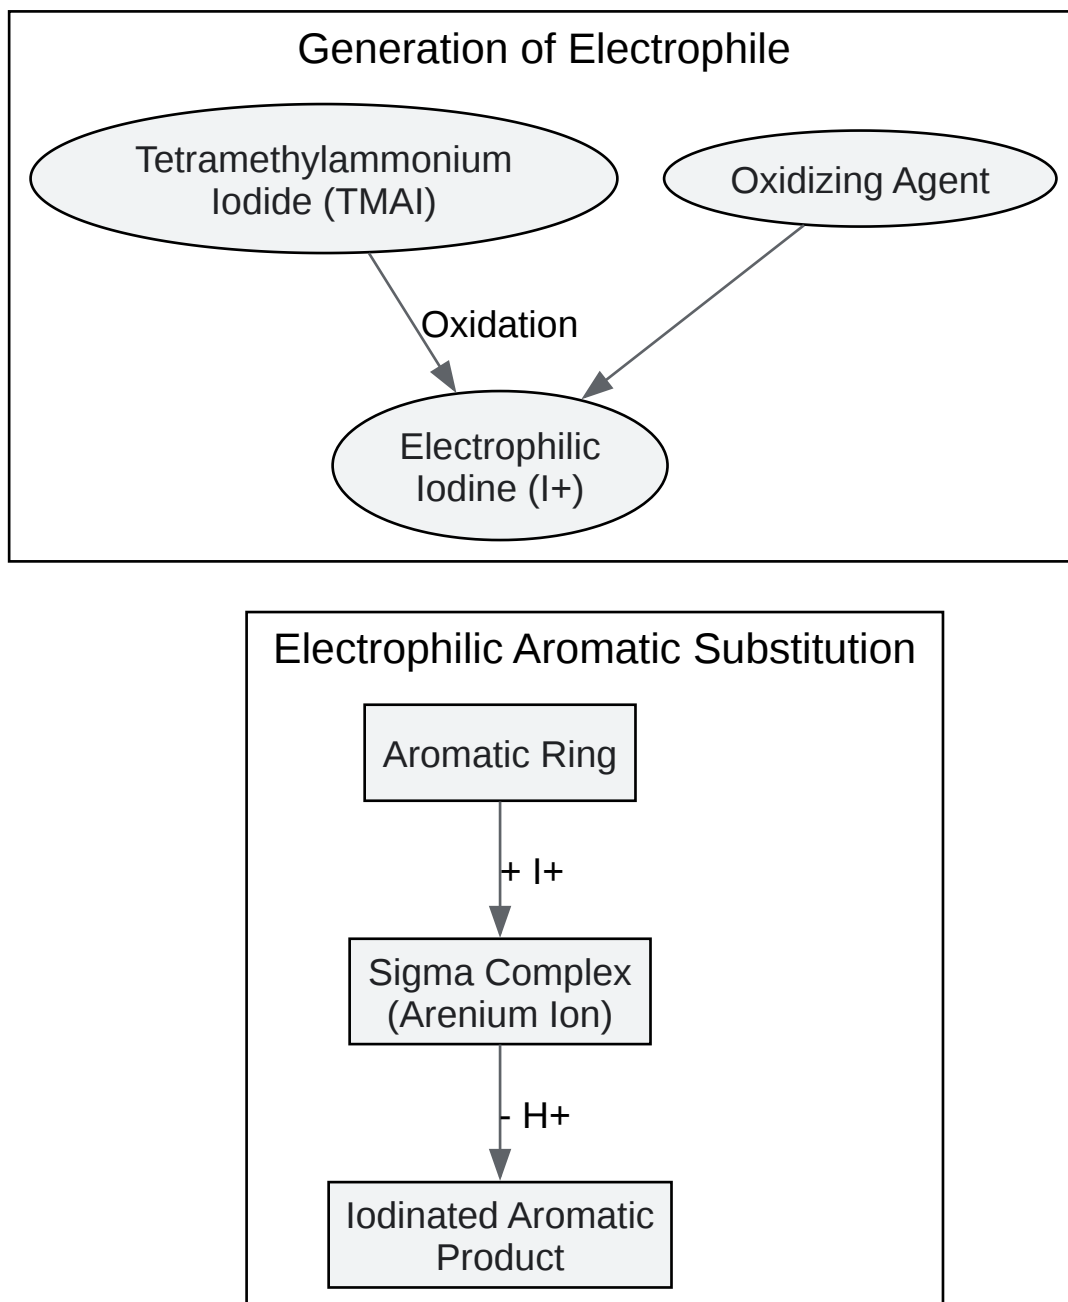 Generation of Electrophile
Tetramethylammonium
Iodide (TMAI)
Oxidizing Agent
Oxidation
Electrophilic
Iodine (I+)
Electrophilic Aromatic Substitution
Aromatic Ring
+ I+
Sigma Complex
(Arenium Ion)
- H+
Iodinated Aromatic
Product